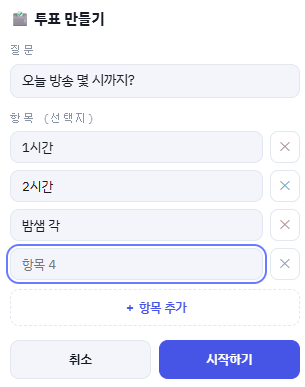 투표 만들기
질문
오늘 방송 몇 시까지?
항목 (선택지)
1시간
2시간
밤샘 각
항목 4
+ 항목 추가
취소
시작하기